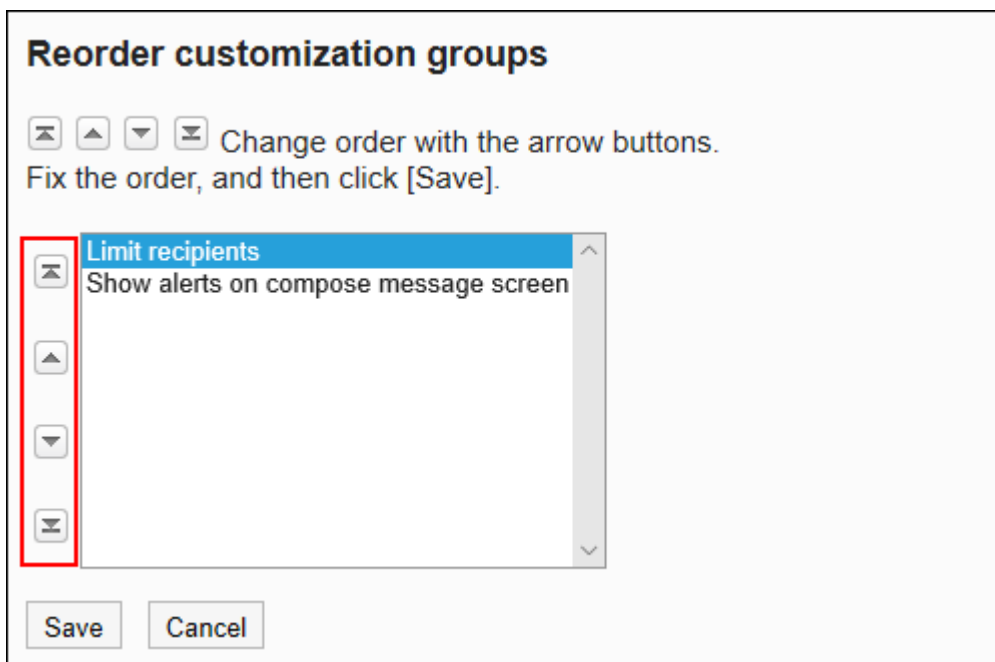 Reorder customization groups
Change order with the arrow buttons.
Fix the order, and then click [Save].
Limit recipients
Show alerts on compose message screen
Save Cancel